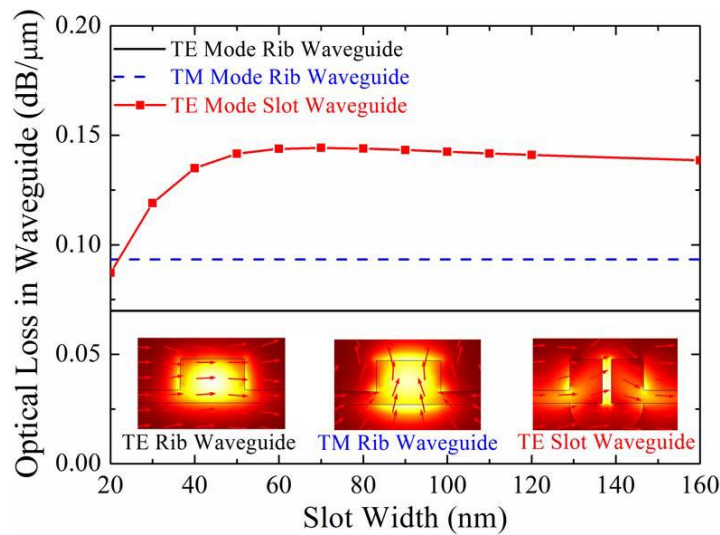 0.20
TE Mode Rib Waveguide
TM Mode Rib Waveguide
TE Mode Slot Waveguide
0.15
0.10
0.05
0.00
Optical Loss in Waveguide (dB/μm)
TE Rib Waveguide
TM Rib Waveguide
TE Slot Waveguide
20 40 60 80 100 120 140 160
Slot Width (nm)